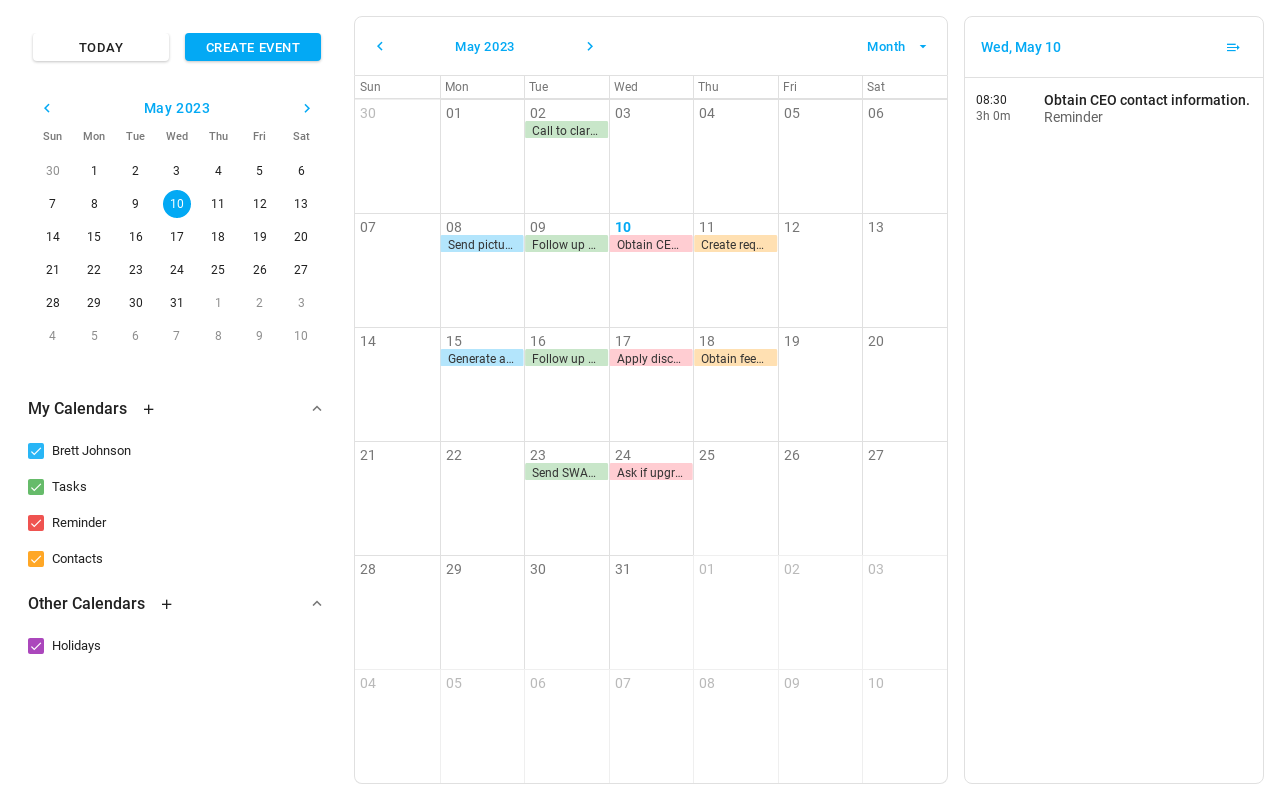 TODAY CREATE EVENT
May 2023
Sun Mon Tue Wed Thu Fri Sat
30 1 2 3 4 5 6
7 8 9 10 11 12 13
14 15 16 17 18 19 20
21 22 23 24 25 26 27
28 29 30 31 1 2 3
4 5 6 7 8 9 10
My Calendars
Brett Johnson
Tasks
Reminder
Contacts
Other Calendars
Holidays
May 2023 Month
Sun Mon Tue Wed Thu Fri Sat
30 01 02 03 04 05 06
Call to clar...
07 08 09 10 11 12 13
Send pictu... Follow up ... Obtain CE... Create req...
14 15 16 17 18 19 20
Generate a... Follow up ... Apply disc... Obtain fee...
21 22 23 24 25 26 27
Send SWA... Ask if upgr...
28 29 30 31 01 02 03
04 05 06 07 08 09 10
Wed, May 10
08:30 Obtain CEO contact information.
3h 0m Reminder